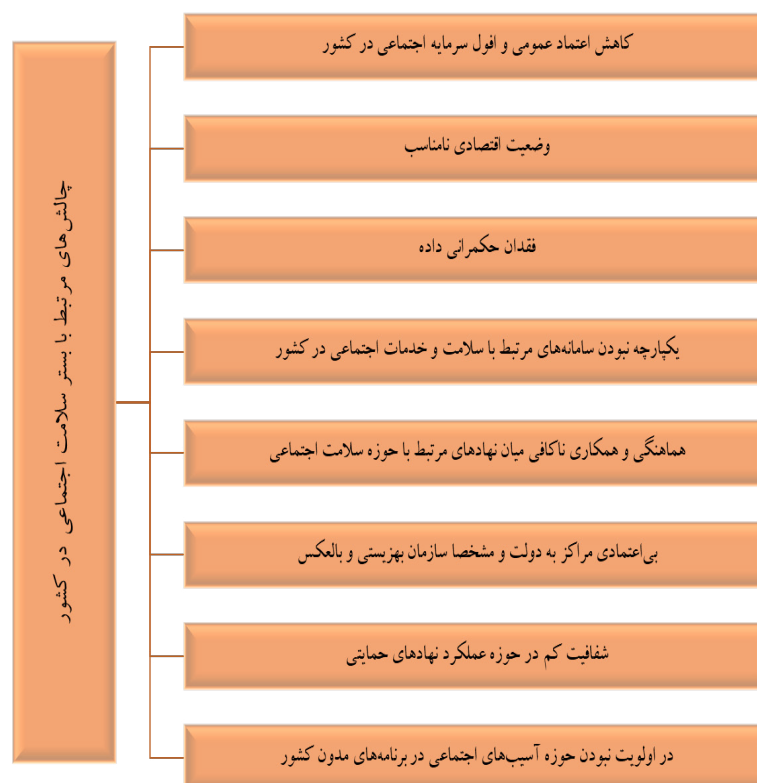 چالش‌های مرتبط با بستر سلامت اجتماعی در کشور
کاهش اعتماد عمومی و افول سرمایه اجتماعی در کشور
وضعیت اقتصادی نامناسب
فقدان حکمرانی داده
یکپارچه نبودن سامانه‌های مرتبط با سلامت و خدمات اجتماعی در کشور
هماهنگی و همکاری ناکافی میان نهادهای مرتبط با حوزه سلامت اجتماعی
بی‌اعتمادی مراکز به دولت و مشخصا سازمان بهزیستی و بالعکس
شفافیت کم در حوزه عملکرد نهادهای حمایتی
در اولویت نبودن حوزه آسیب‌های اجتماعی در برنامه‌های مدون کشور